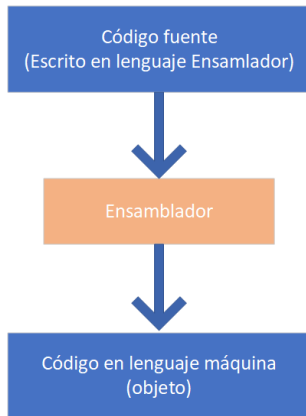 Código fuente
(Escrito en lenguaje Ensamlador)
Ensamblador
Código en lenguaje máquina
(objeto)